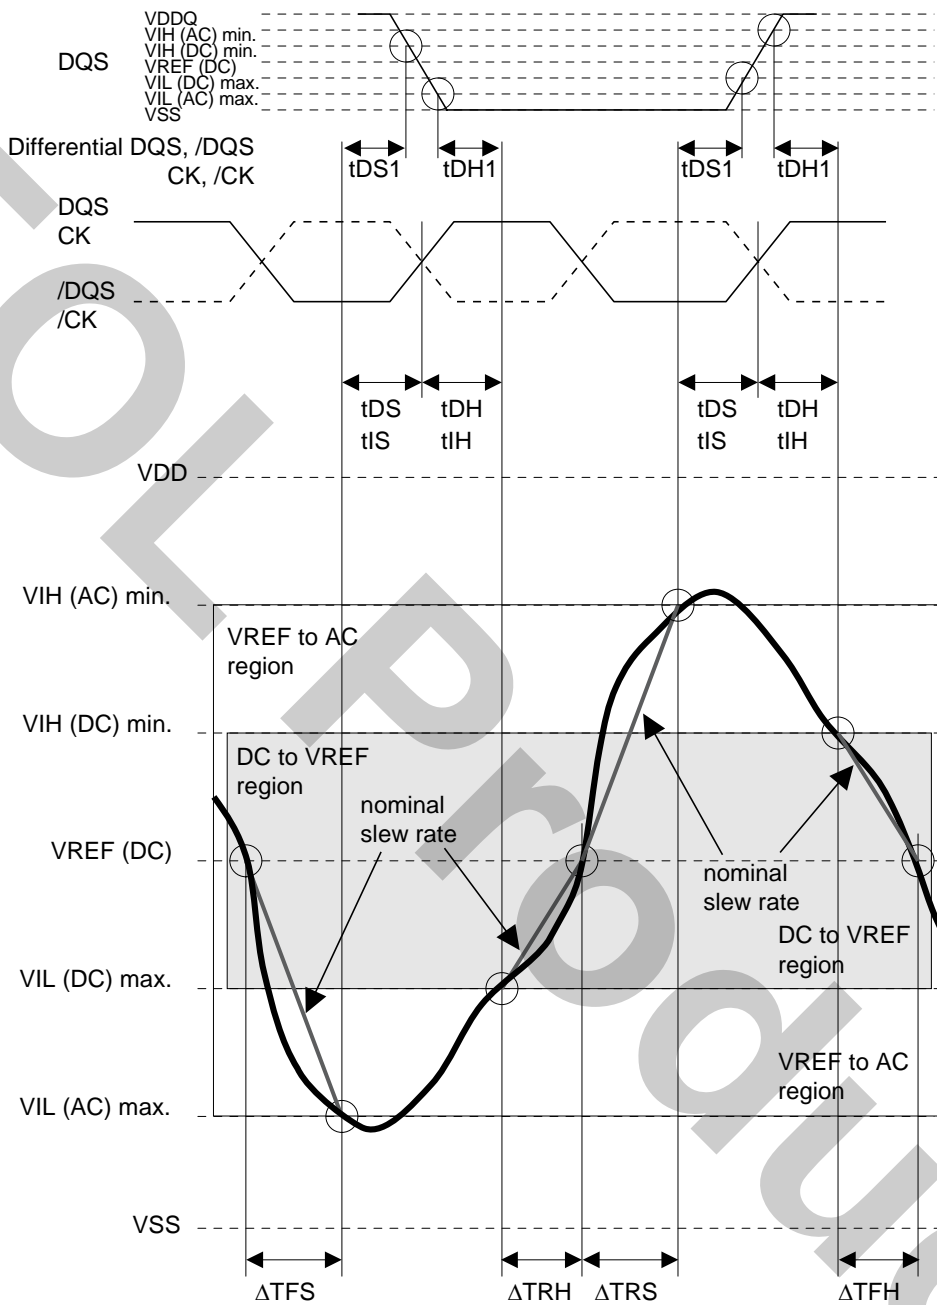 VDDQ
VIH (AC) min.
VIH (DC) min.
VREF (DC)
VIL (DC) max.
VIL (AC) max.
VSS
DQS
Differential DQS, /DQS
CK, /CK
tDS1 tDH1 tDS1 tDH1
DQS
CK
/DQS
/CK
tDS tDH tDS tDH
tIS tIH tIS tIH
VDD
VIH (AC) min.
VREF to AC
region
VIH (DC) min.
DC to VREF
region
nominal
slew rate
VREF (DC)
nominal
slew rate
DC to VREF
region
VIL (DC) max.
VREF to AC
region
VIL (AC) max.
VSS
ΔTFS ΔTRH ΔTRS ΔTFH
OL Produc